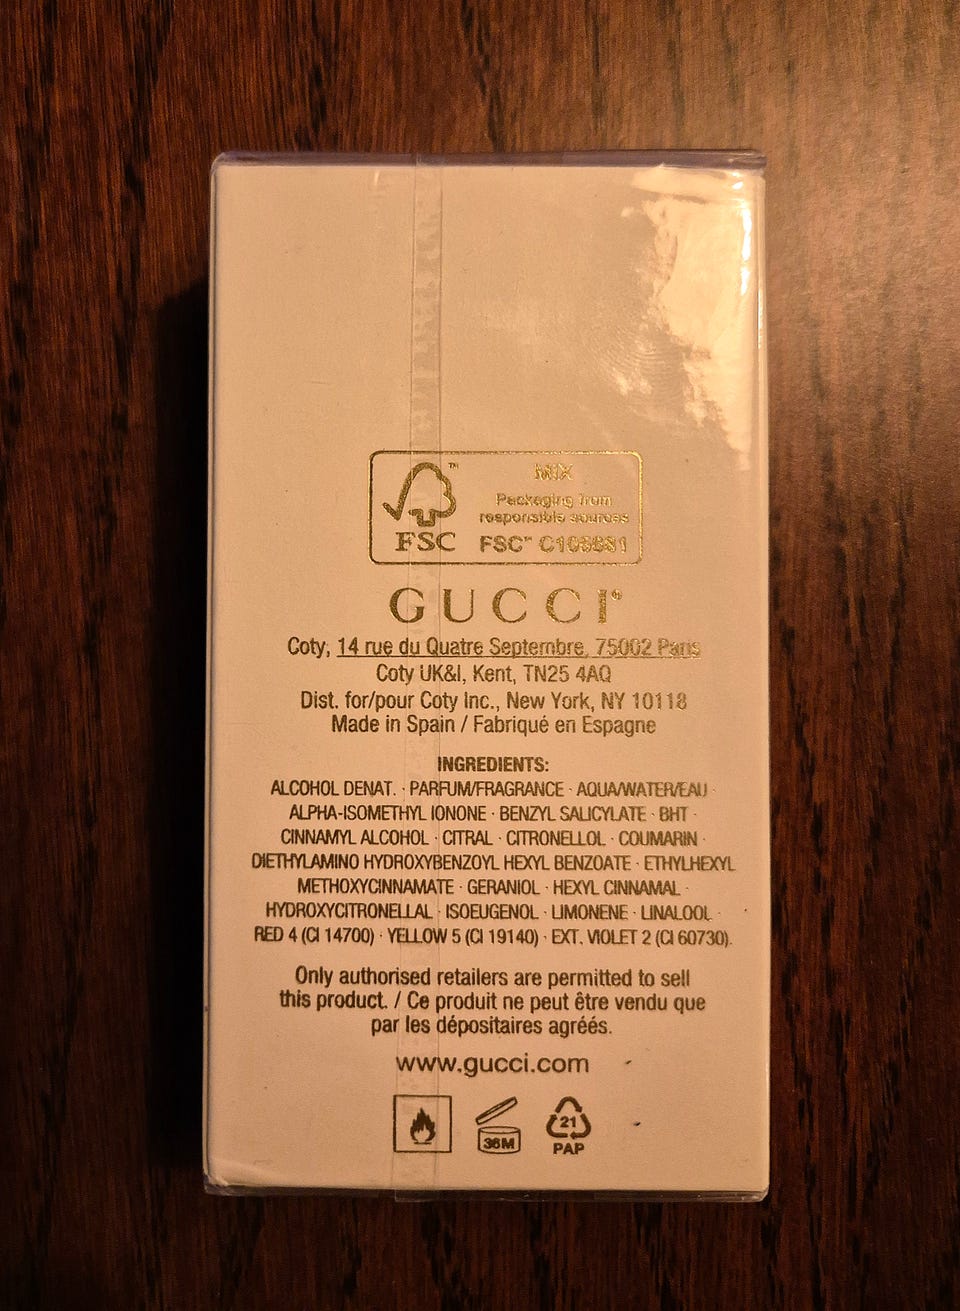 MIX
Packaging from
responsible sources
FSC™
FSC
GUCCI®
Coty, 14 rue du Quatre Septembre, 75002 Paris
Coty UK&I, Kent, TN25 4AQ
Dist. for/pour Coty Inc., New York, NY 10118
Made in Spain / Fabriqué en Espagne
INGREDIENTS:
ALCOHOL DENAT. · PARFUM/FRAGRANCE · AQUA/WATER/EAU ·
ALPHA-ISOMETHYL IONONE · BENZYL SALICYLATE · BHT ·
CINNAMYL ALCOHOL · CITRAL · CITRONELLOL · COUMARIN ·
DIETHYLAMINO HYDROXYBENZOYL HEXYL BENZOATE · ETHYLHEXYL
METHOXYCINNAMATE · GERANIOL · HEXYL CINNAMAL ·
HYDROXYCITRONELLAL · ISOEUGENOL · LIMONENE · LINALOOL ·
RED 4 (CI 14700) · YELLOW 5 (CI 19140) · EXT. VIOLET 2 (CI 60730).
Only authorised retailers are permitted to sell
this product. / Ce produit ne peut être vendu que
par les dépositaires agréés.
www.gucci.com
36M
21
PAP